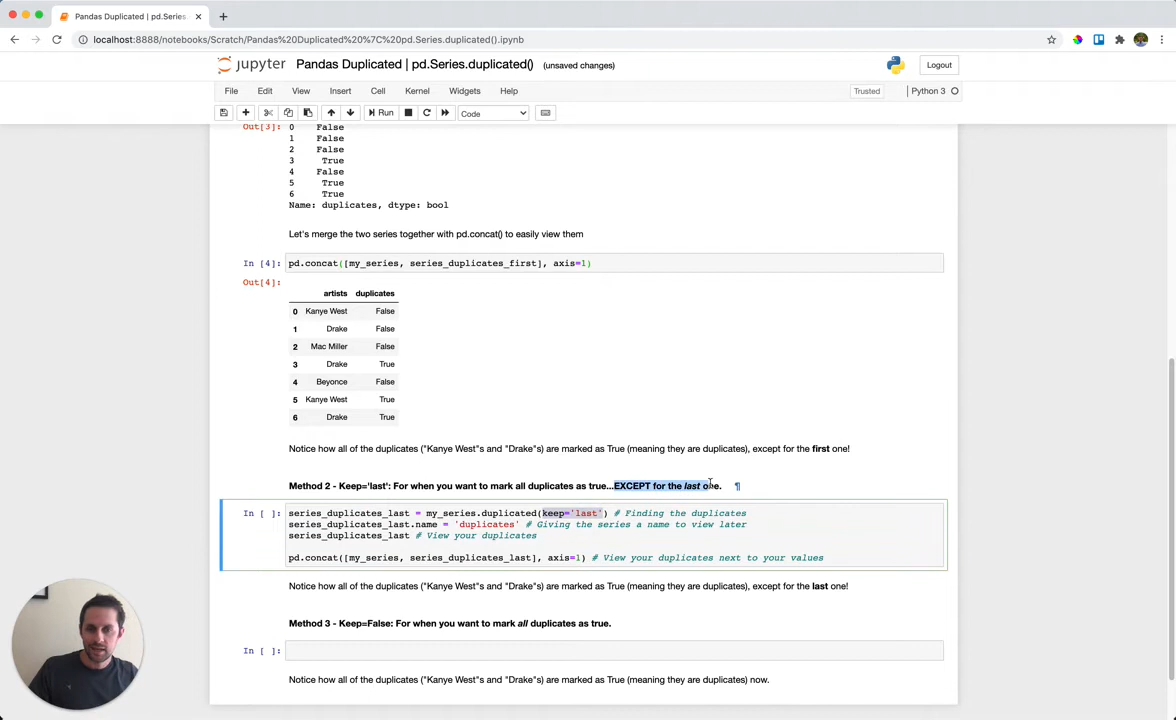 Pandas Duplicated | pd.Series
localhost:8888/notebooks/Scratch/Pandas%20Duplicated%20%7C%20pd.Series.duplicated().ipynb
jupyter Pandas Duplicated | pd.Series.duplicated() (unsaved changes) Logout
File Edit View Insert Cell Kernel Widgets Help Trusted Python 3
Run Code
Out[3]: 0 False
1 False
2 False
3 True
4 False
5 True
6 True
Name: duplicates, dtype: bool
Let's merge the two series together with pd.concat() to easily view them
In [4]: pd.concat([my_series, series_duplicates_first], axis=1)
Out[4]:
artists duplicates
0 Kanye West False
1 Drake False
2 Mac Miller False
3 Drake True
4 Beyonce False
5 Kanye West True
6 Drake True
Notice how all of the duplicates ("Kanye West"s and "Drake"s) are marked as True (meaning they are duplicates), except for the first one!
Method 2 - Keep='last': For when you want to mark all duplicates as true...EXCEPT for the last one. ¶
In [ ]: series_duplicates_last = my_series.duplicated(keep='last') # Finding the duplicates
series_duplicates_last.name = 'duplicates' # Giving the series a name to view later
series_duplicates_last # View your duplicates
pd.concat([my_series, series_duplicates_last], axis=1) # View your duplicates next to your values
Notice how all of the duplicates ("Kanye West"s and "Drake"s) are marked as True (meaning they are duplicates), except for the last one!
Method 3 - Keep=False: For when you want to mark all duplicates as true.
In [ ]:
Notice how all of the duplicates ("Kanye West"s and "Drake"s) are marked as True (meaning they are duplicates) now.